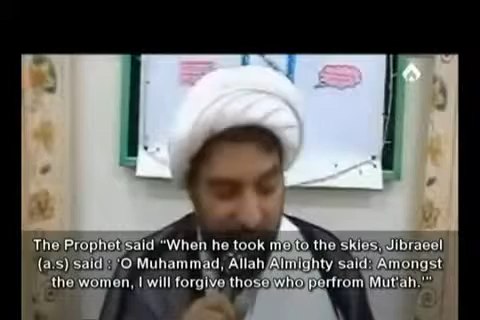 The Prophet said "When he took me to the skies, Jibraeel
(a.s) said : 'O Muhammad, Allah Almighty said: Amongst
the women, I will forgive those who perfrom Mut'ah.'"